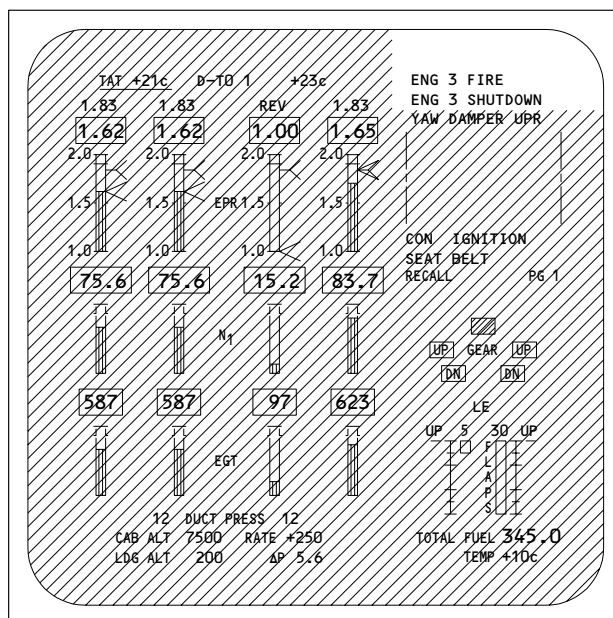 TAT +21c D-TO 1 +23c
ENG 3 FIRE
ENG 3 SHUTDOWN
YAW DAMPER UPR
1.83 1.83 REV 1.83
1.62 1.62 1.00 1.65
2.0 2.0 2.0 2.0
1.5 1.5 EPR 1.5 1.5
1.0 1.0 1.0 1.0
CON IGNITION
SEAT BELT
RECALL PG 1
75.6 75.6 15.2 83.7
N1
UP GEAR UP
DN DN
587 587 97 623
LE
UP 5 30 UP
FLAPS
EGT
12 DUCT PRESS 12
CAB ALT 7500 RATE +250
LDG ALT 200 ΔP 5.6
TOTAL FUEL 345.0
TEMP +10c